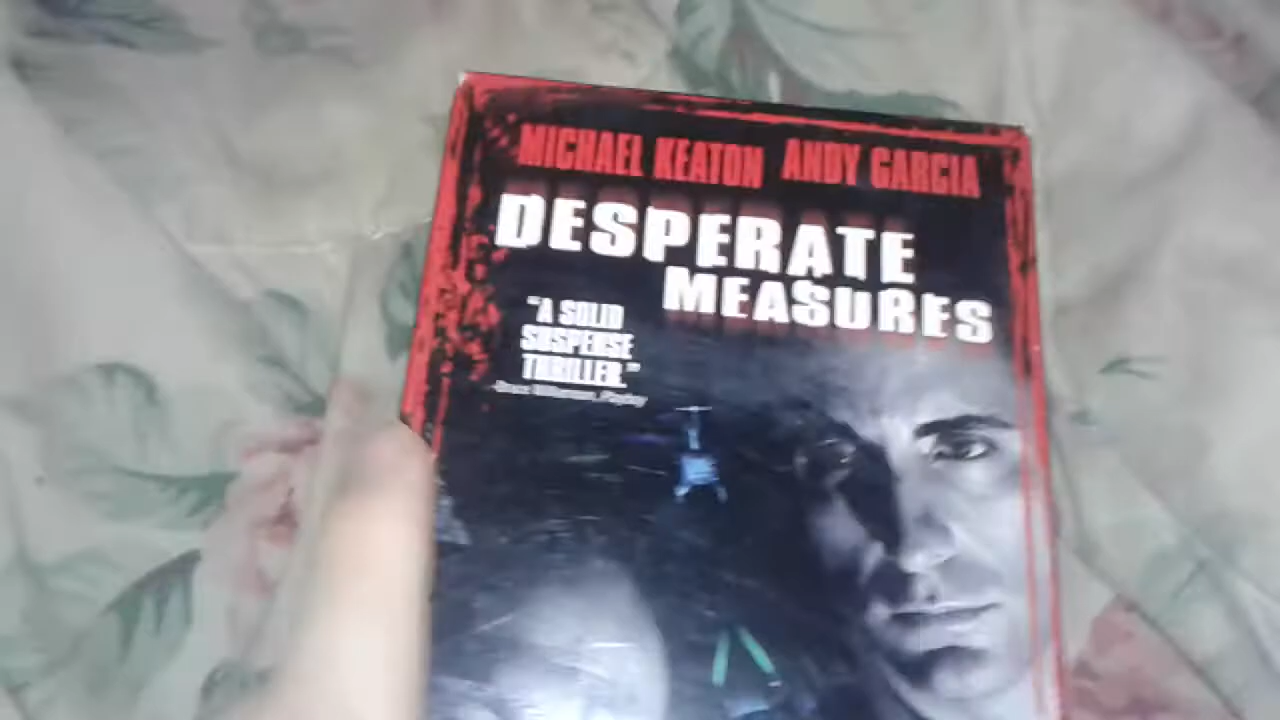 MICHAEL KEATON ANDY GARCIA
DESPERATE
MEASURES
"A SOLID
SUSPENSE
THRILLER."